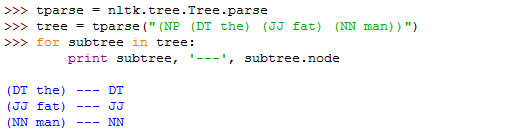 >>> tparse = nltk.tree.Tree.parse
>>> tree = tparse("(NP (DT the) (JJ fat) (NN man))")
>>> for subtree in tree:
        print subtree, '---', subtree.node

(DT the) --- DT
(JJ fat) --- JJ
(NN man) --- NN